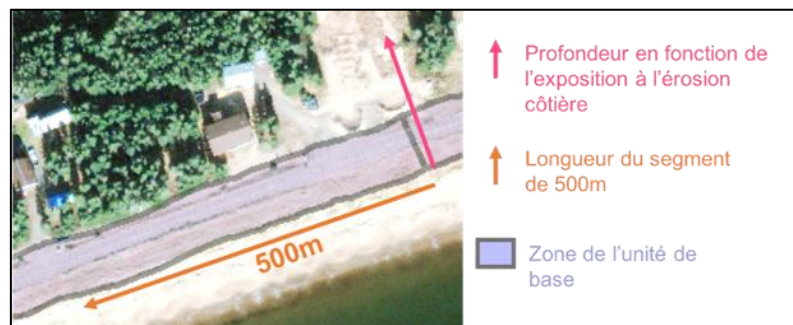 500m
Profondeur en fonction de
l'exposition à l'érosion
côtière
Longueur du segment
de 500m
Zone de l'unité de
base